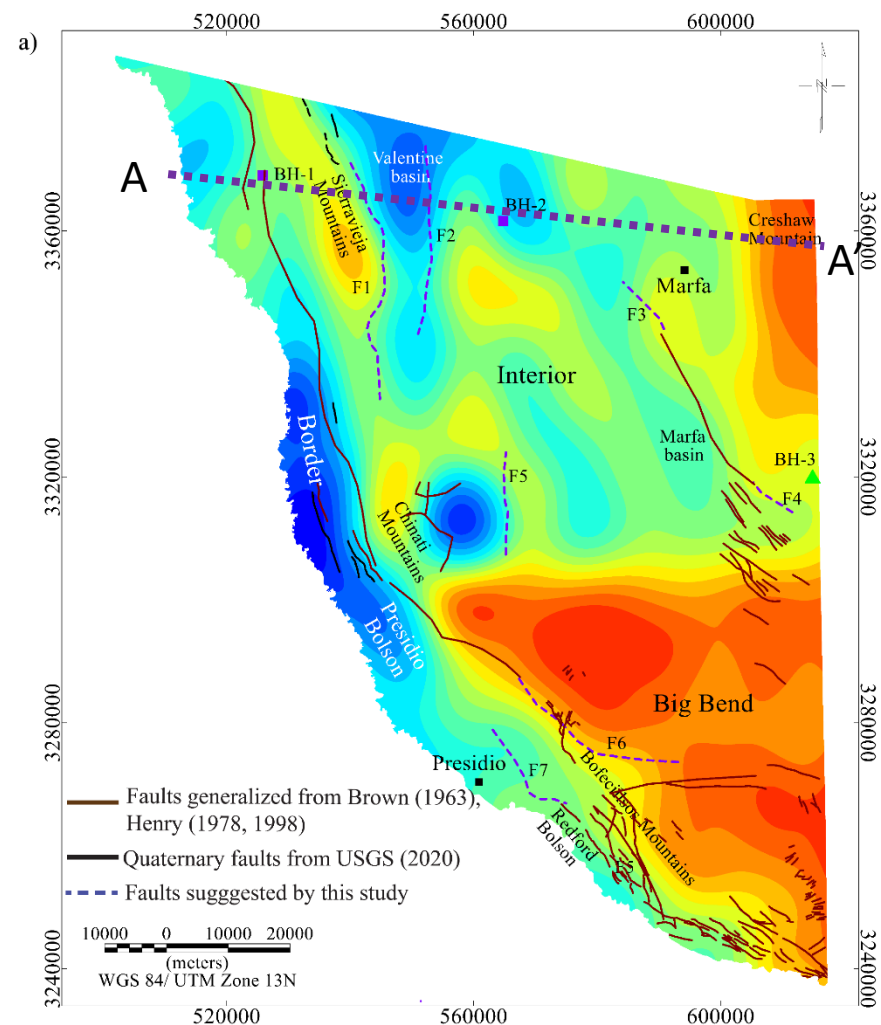 a)
520000 560000 600000
Valentine
basin
A
BH-1
Sierravieja
Mountains
BH-2
Creshaw
Mountain
3360000
3360000
F2
A'
F1
Marfa
F3
Interior
Border
Marfa
basin
BH-3
3320000
3320000
F5
F4
Chinati
Mountains
Presidio
Bolson
Big Bend
3280000
3280000
F6
Presidio
F7
Bofecillos Mountains
Redford
Bolson
F5
Faults generalized from Brown (1963),
Henry (1978, 1998)
Quaternary faults from USGS (2020)
Faults sugggested by this study
10000 0 10000 20000
(meters)
WGS 84/ UTM Zone 13N
3240000
3240000
520000 560000 600000